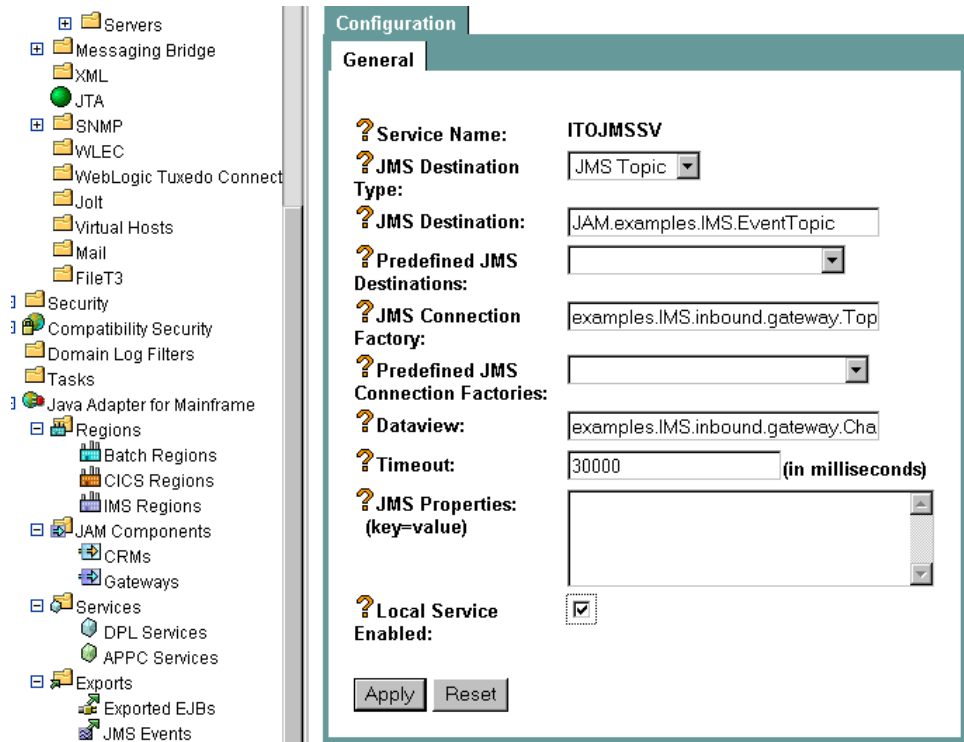 Servers
Messaging Bridge
XML
JTA
SNMP
WLEC
WebLogic Tuedo Connect
Jolt
Virtual Hosts
Mail
FileT3
Security
Compatibility Security
Domain Log Filters
Tasks
Java Adapter for Mainframe
Regions
Batch Regions
CICS Regions
IMS Regions
JAM Components
CRMs
Gateways
Services
DPL Services
APPC Services
Exports
Exported EJBs
JMS Events
Configuration
General
Service Name: ITOJMSSV
JMS Destination
Type: JMS Topic
JMS Destination: JAM.examples.IMS.EventTopic
Predefined JMS
Destinations:
JMS Connection
Factory: examples.IMS.inbound.gateway.Top
Predefined JMS
Connection Factories:
Dataview: examples.IMS.inbound.gateway.Cha
Timeout: 30000 (in milliseconds)
JMS Properties:
(key=value)
Local Service
Enabled:
Apply Reset